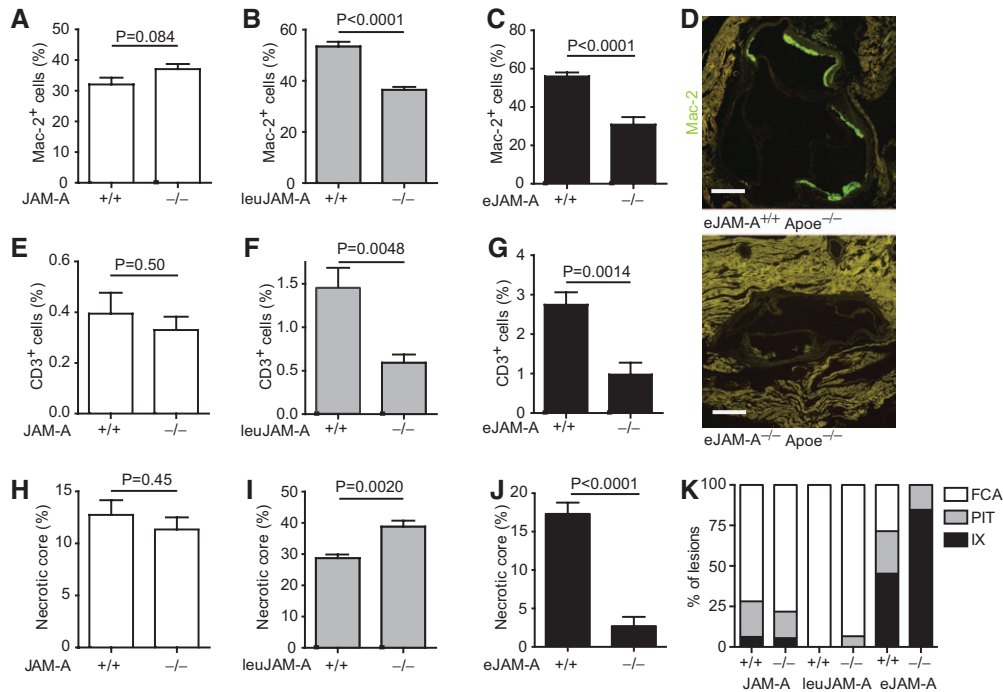 A
P=0.084
Mac-2+ cells (%)
50
40
30
20
10
0
JAM-A +/+ –/–
B
P<0.0001
Mac-2+ cells (%)
60
40
20
0
leuJAM-A +/+ –/–
C
P<0.0001
Mac-2+ cells (%)
80
60
40
20
0
eJAM-A +/+ –/–
D
Mac-2
eJAM-A+/+ Apoe–/–
eJAM-A–/– Apoe–/–
E
P=0.50
CD3+ cells (%)
0.6
0.4
0.2
0.0
JAM-A +/+ –/–
F
P=0.0048
CD3+ cells (%)
1.5
1.0
0.5
0.0
leuJAM-A +/+ –/–
G
P=0.0014
CD3+ cells (%)
4
3
2
1
0
eJAM-A +/+ –/–
H
P=0.45
Necrotic core (%)
15
10
5
0
JAM-A +/+ –/–
I
P=0.0020
Necrotic core (%)
50
40
30
20
10
0
leuJAM-A +/+ –/–
J
P<0.0001
Necrotic core (%)
20
15
10
5
0
eJAM-A +/+ –/–
K
% of lesions
100
75
50
25
0
+/+ –/– +/+ –/– +/+ –/–
JAM-A leuJAM-A eJAM-A
FCA
PIT
IX